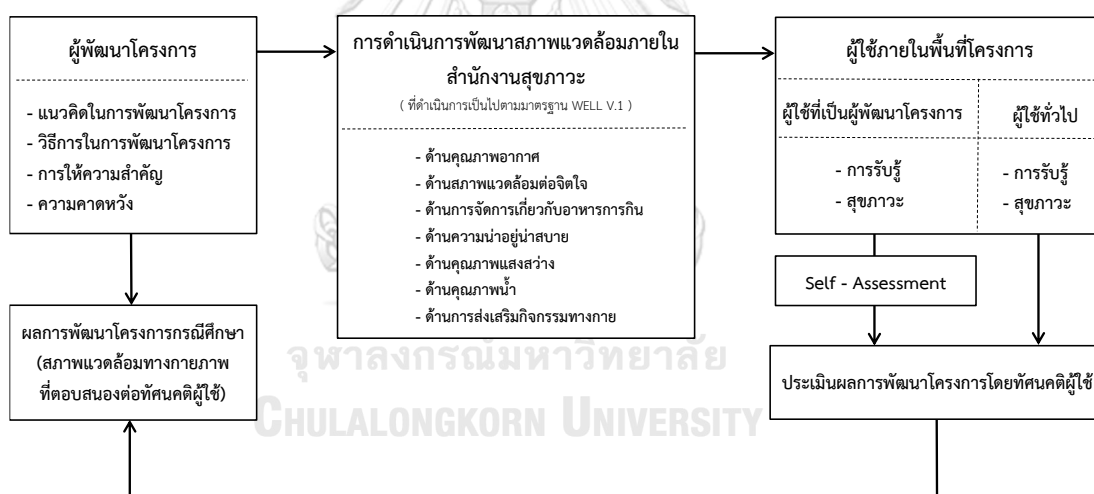 ผู้พัฒนาโครงการ
- แนวคิดในการพัฒนาโครงการ
- วิธีการในการพัฒนาโครงการ
- การให้ความสำคัญ
- ความคาดหวัง
การดำเนินการพัฒนาสภาพแวดล้อมภายใน
สำนักงานสุขภาวะ
( ที่ดำเนินการเป็นไปตามมาตรฐาน WELL V.1 )
- ด้านคุณภาพอากาศ
- ด้านสภาพแวดล้อมต่อจิตใจ
- ด้านการจัดการเกี่ยวกับอาหารการกิน
- ด้านความน่าอยู่น่าสบาย
- ด้านคุณภาพแสงสว่าง
- ด้านคุณภาพน้ำ
- ด้านการส่งเสริมกิจกรรมทางกาย
ผู้ใช้ภายในพื้นที่โครงการ
ผู้ใช้ที่เป็นผู้พัฒนาโครงการ
- การรับรู้
- สุขภาวะ
ผู้ใช้ทั่วไป
- การรับรู้
- สุขภาวะ
Self - Assessment
ผลการพัฒนาโครงการกรณีศึกษา
(สภาพแวดล้อมทางกายภาพ
ที่ตอบสนองต่อทัศนคติผู้ใช้)
ประเมินผลการพัฒนาโครงการโดยทัศนคติผู้ใช้
จุฬาลงกรณ์มหาวิทยาลัย
CHULALONGKORN UNIVERSITY